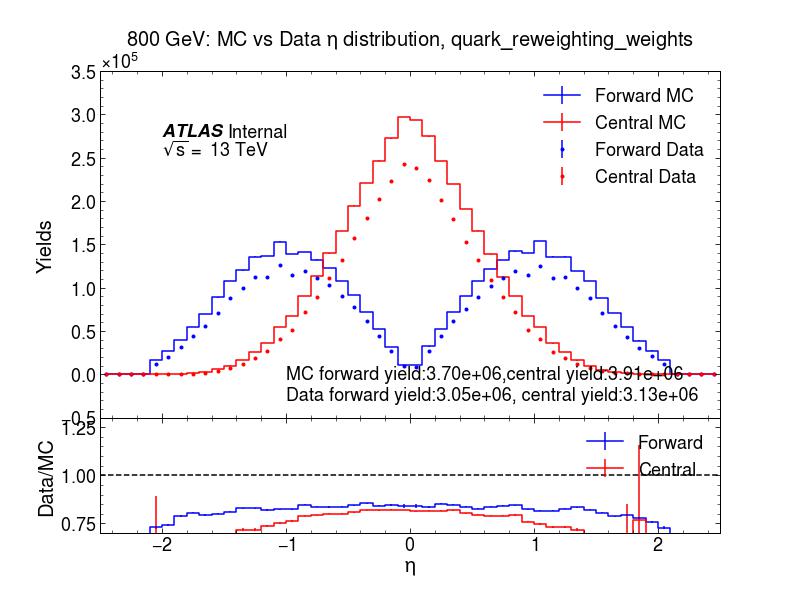 800 GeV: MC vs Data η distribution, quark_reweighting_weights
×10⁵
3.5
3.0
2.5
2.0
1.5
1.0
0.5
0.0
0.5
Yields
ATLAS Internal
√s = 13 TeV
Forward MC
Central MC
Forward Data
Central Data
MC forward yield:3.70e+06,central yield:3.91e+06
Data forward yield:3.05e+06, central yield:3.13e+06
1.25
1.00
0.75
Data/MC
Forward
Central
−2 −1 0 1 2
η